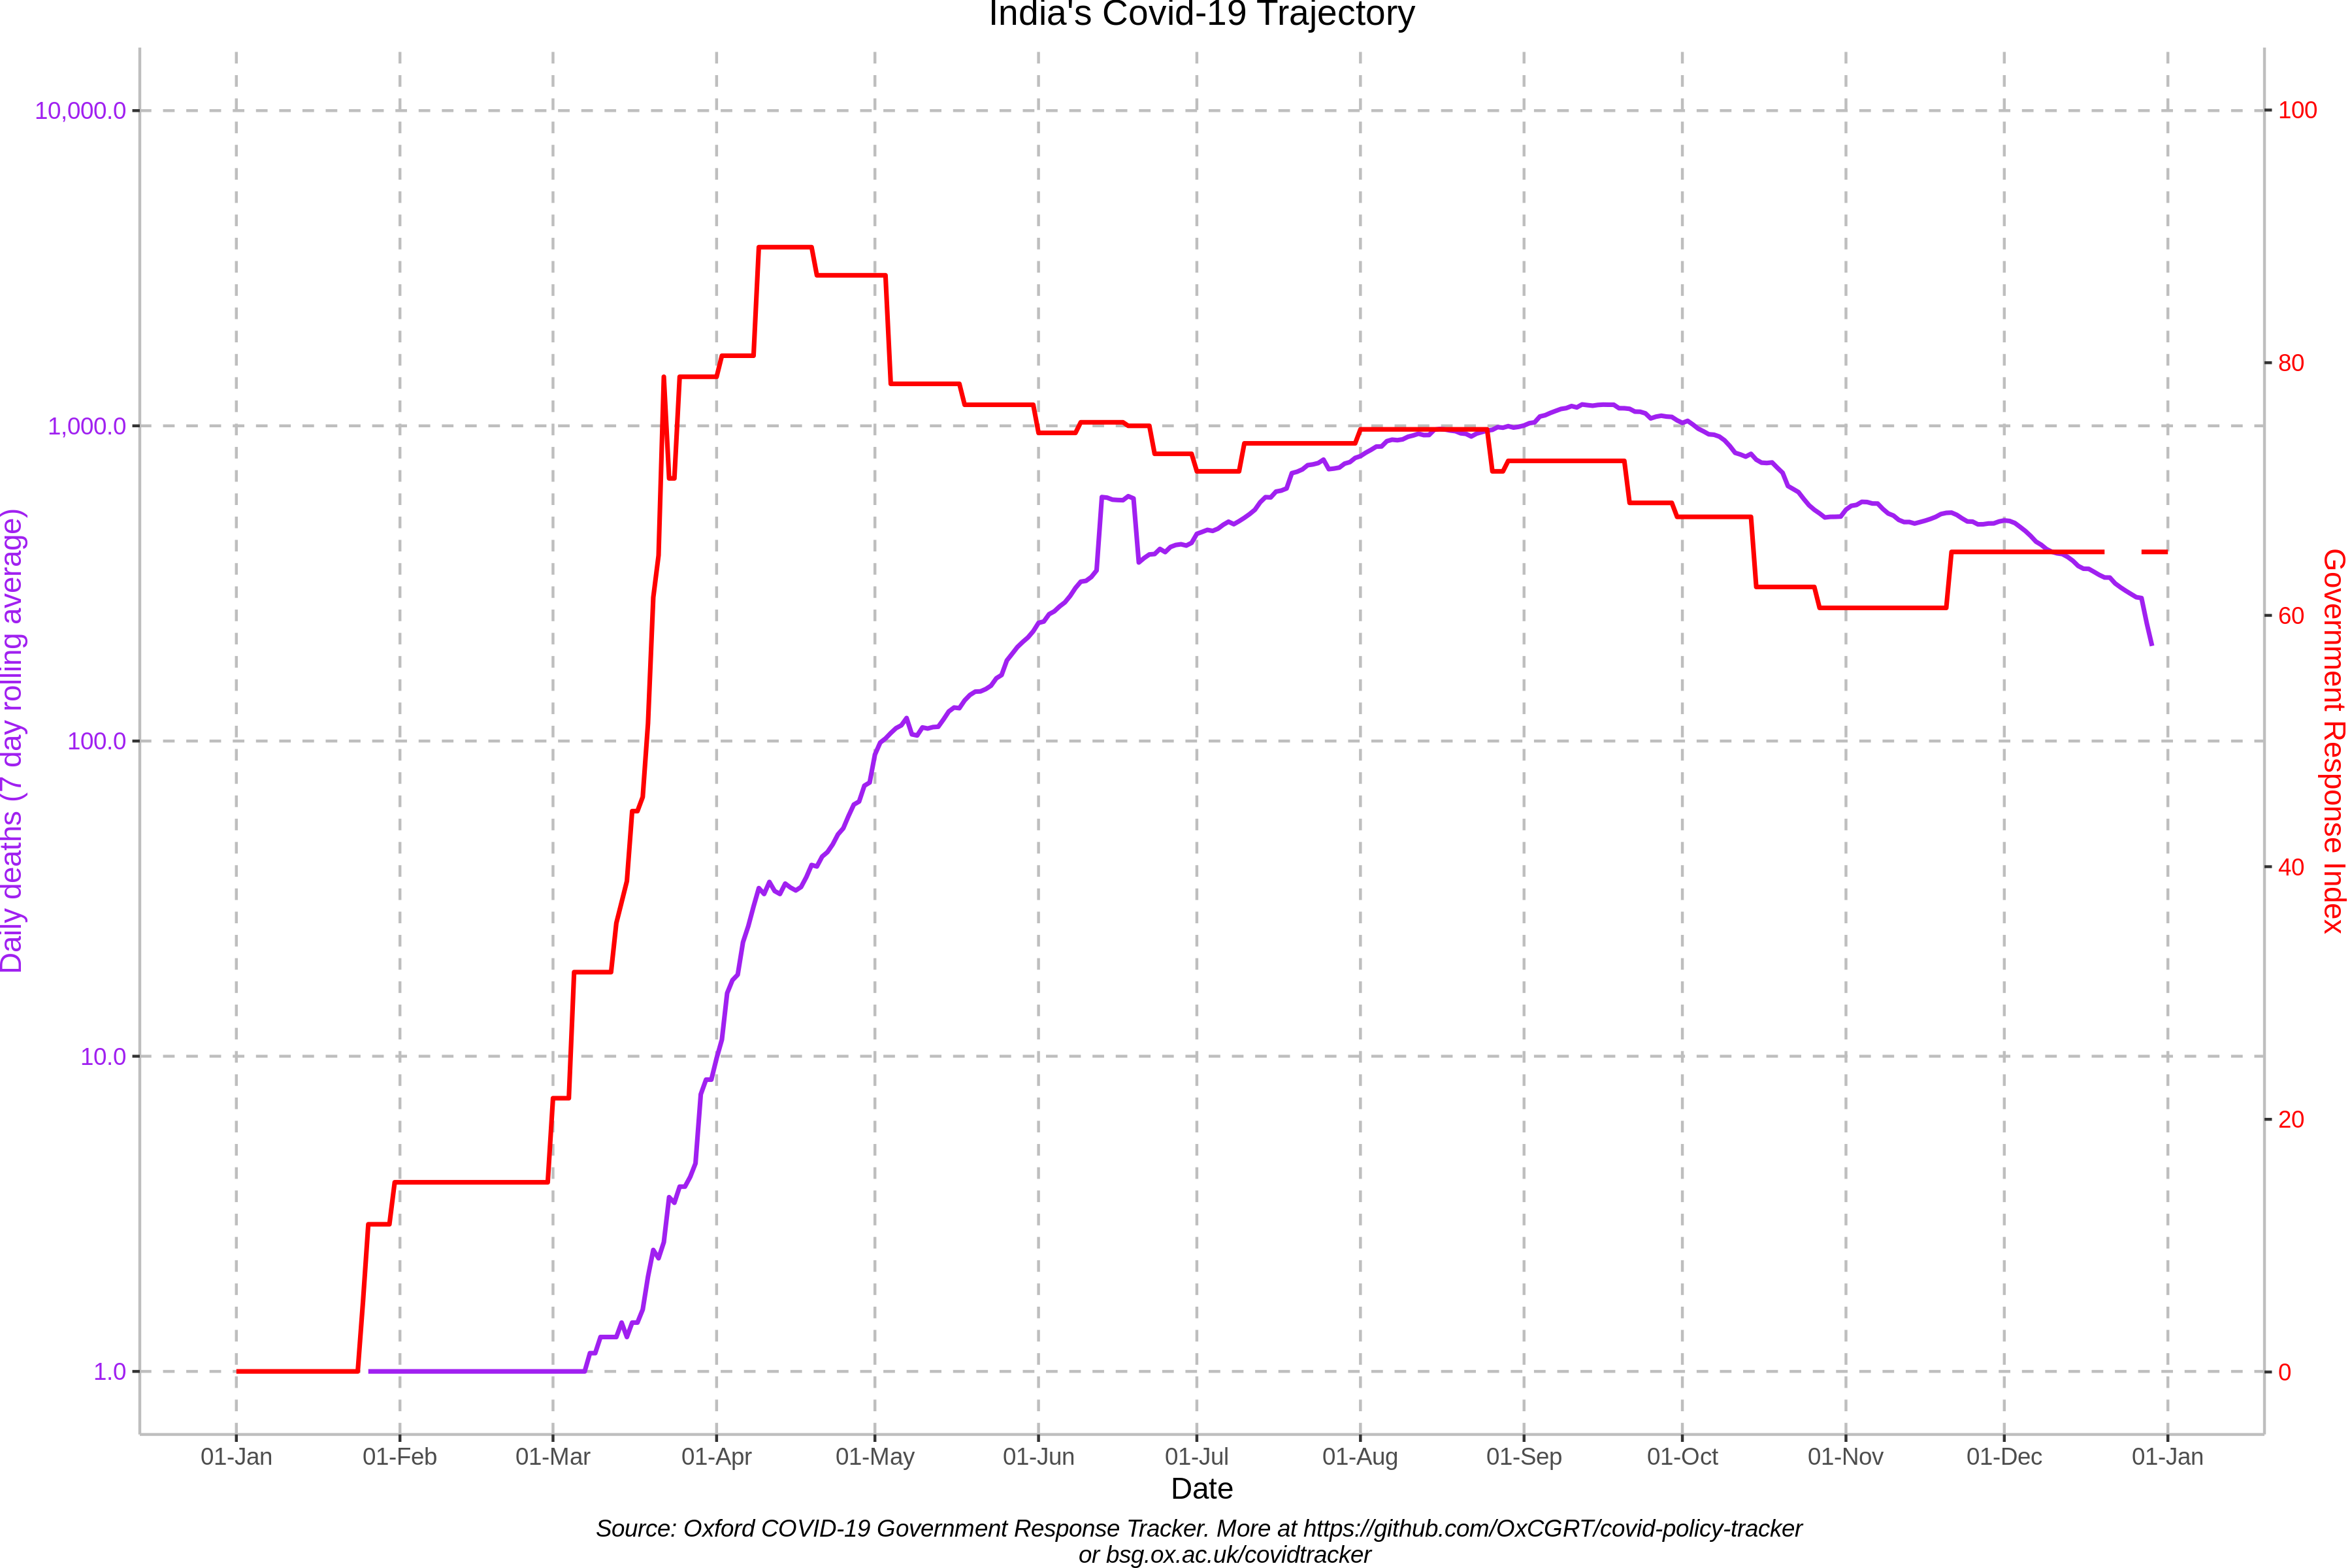 India's Covid-19 Trajectory
10,000.0
1,000.0
100.0
10.0
1.0
Daily deaths (7 day rolling average)
100
80
60
40
20
0
Government Response Index
01-Jan 01-Feb 01-Mar 01-Apr 01-May 01-Jun 01-Jul 01-Aug 01-Sep 01-Oct 01-Nov 01-Dec 01-Jan
Date
Source: Oxford COVID-19 Government Response Tracker. More at https://github.com/OxCGRT/covid-policy-tracker
or bsg.ox.ac.uk/covidtracker